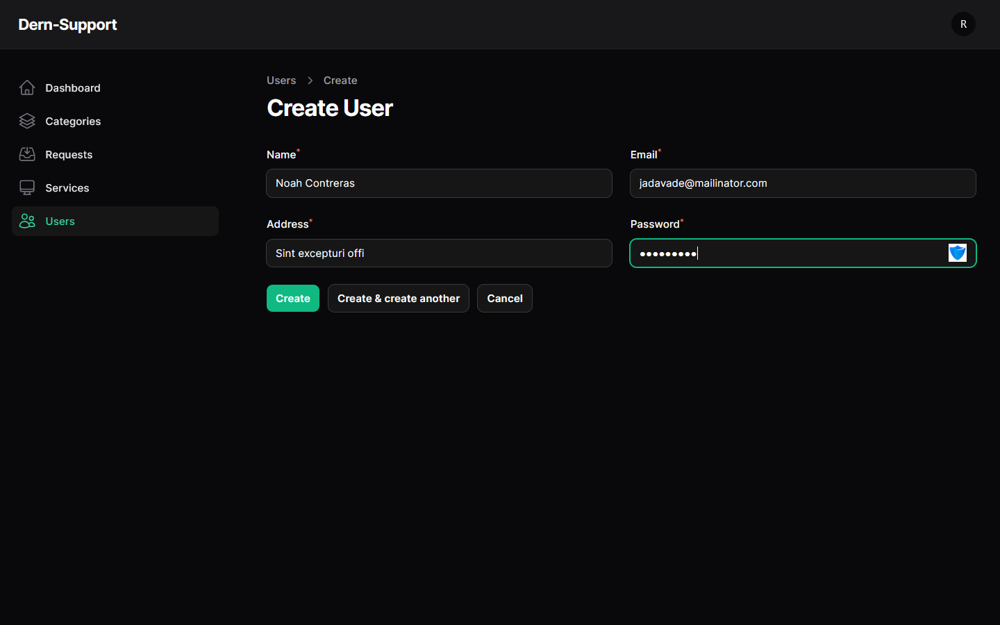 Dern-Support
R
Dashboard
Categories
Requests
Services
Users
Users > Create
Create User
Name*
Email*
Noah Contreras
jadavade@mailinator.com
Address*
Password*
Sint excepturi offi
•••••••••
Create
Create & create another
Cancel